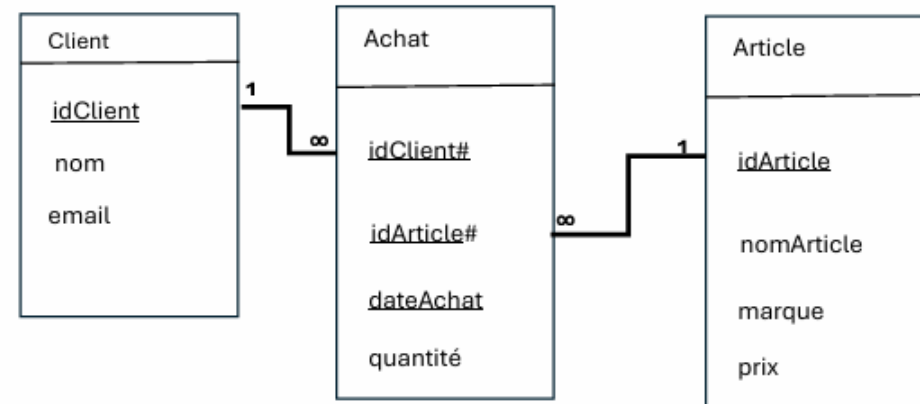 Client
idClient
nom
email
1
∞
Achat
idClient#
idArticle#
dateAchat
quantité
∞
1
Article
idArticle
nomArticle
marque
prix